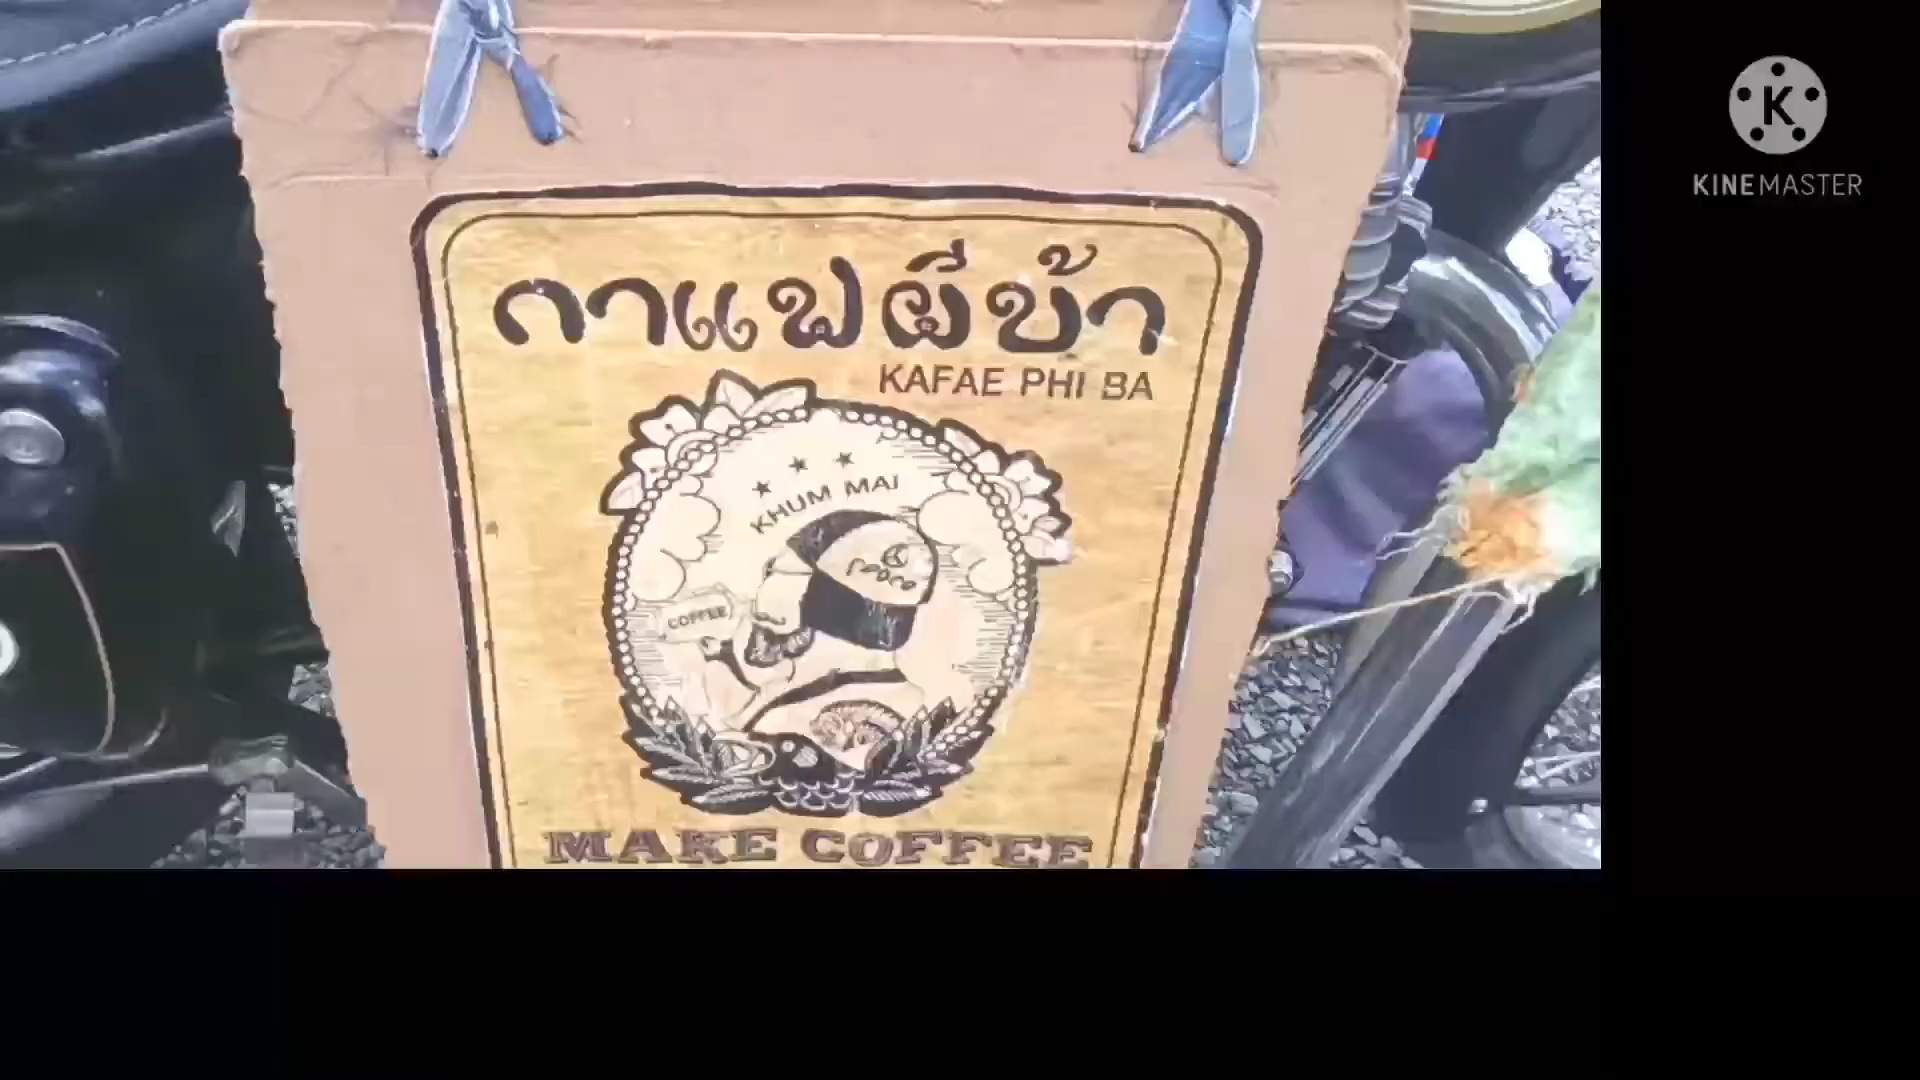 กาแฟผีบ้า
KAFAE PHI BA
KHUM MAI
COFFEE
MAKE COFFEE
K
KINEMASTER